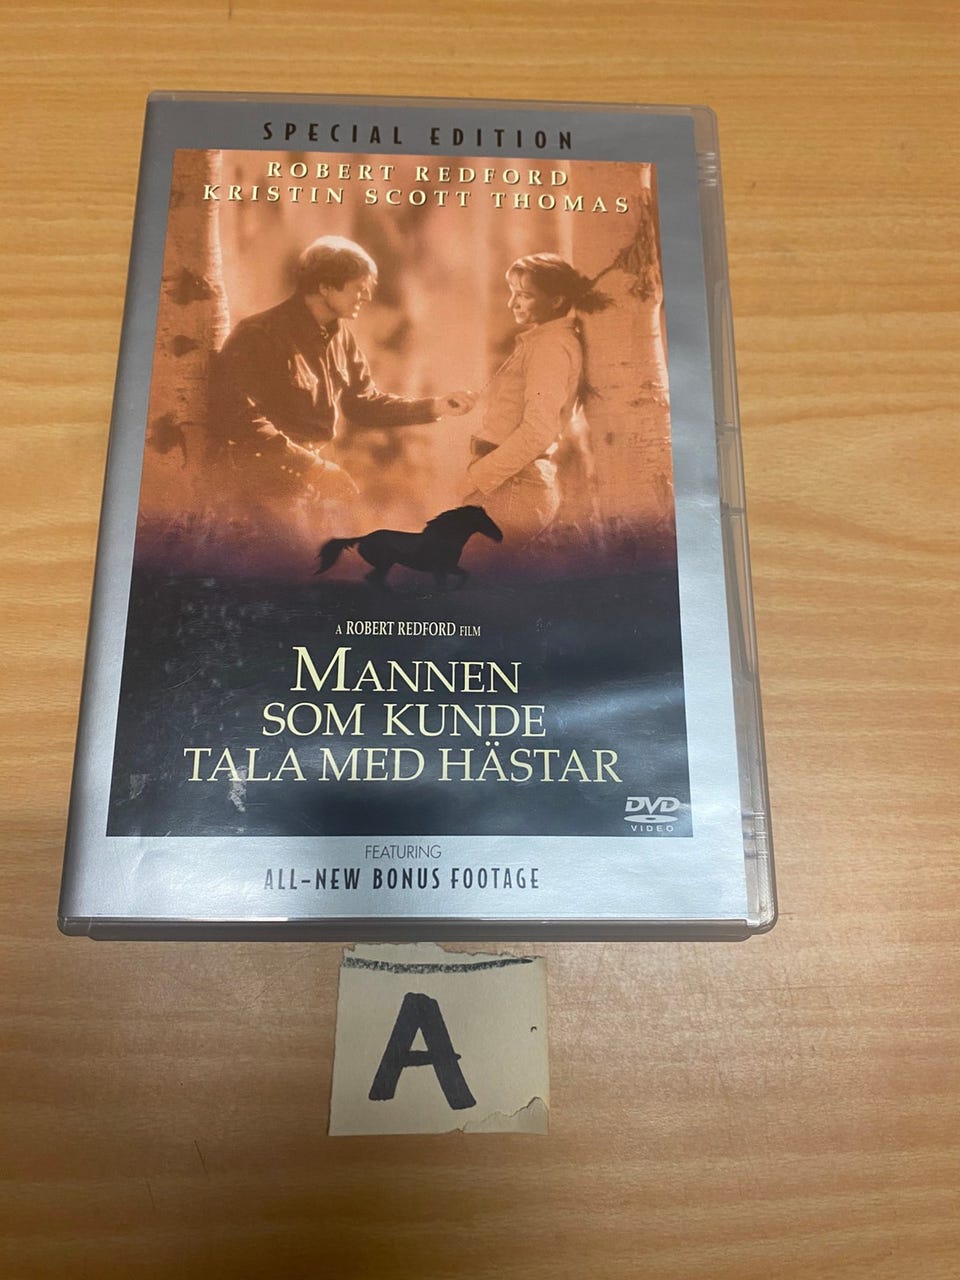 SPECIAL EDITION
ROBERT REDFORD
KRISTIN SCOTT THOMAS
A ROBERT REDFORD FILM
MANNEN
SOM KUNDE
TALA MED HÄSTAR
DVD
VIDEO
FEATURING
ALL-NEW BONUS FOOTAGE
A